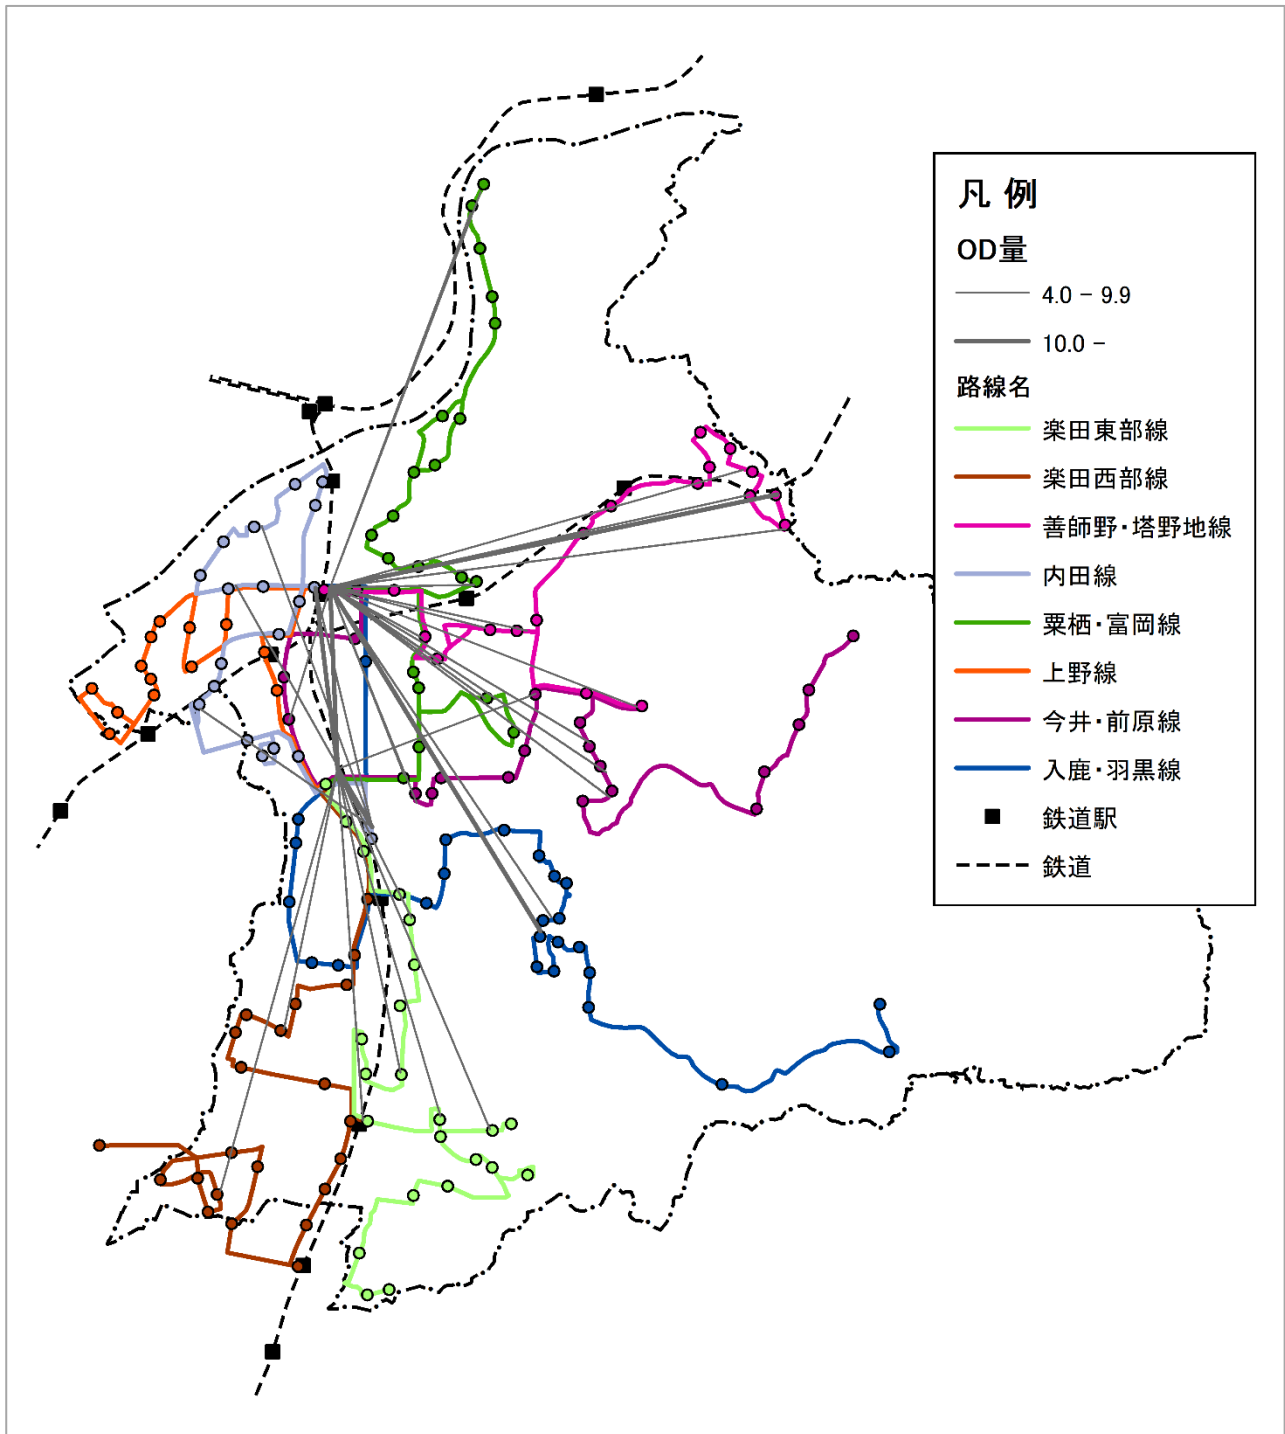 凡 例
OD量
4.0 - 9.9
10.0 -
路線名
楽田東部線
楽田西部線
善師野・塔野地線
内田線
栗栖・富岡線
上野線
今井・前原線
入鹿・羽黒線
鉄道駅
鉄道